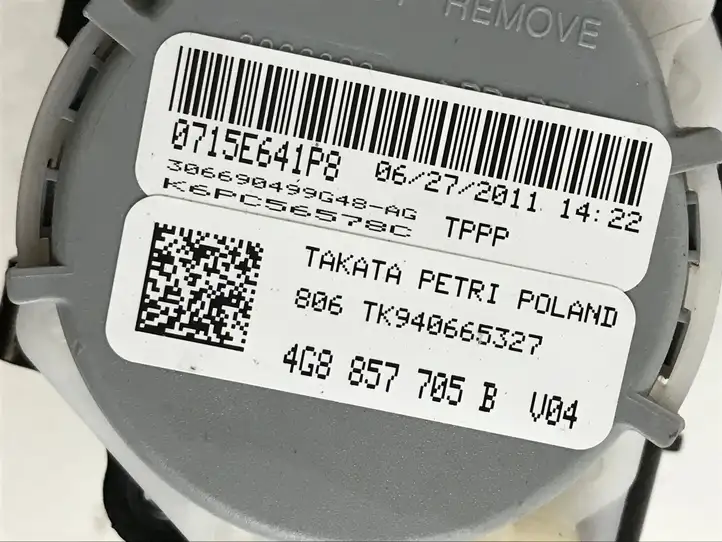 REMOVE
0715E641P8 06/27/2011 14:22
306690499G48-AG
K6PC56578C TPPP
TAKATA PETRI POLAND
806 TK940665327
4G8 857 705 B V04